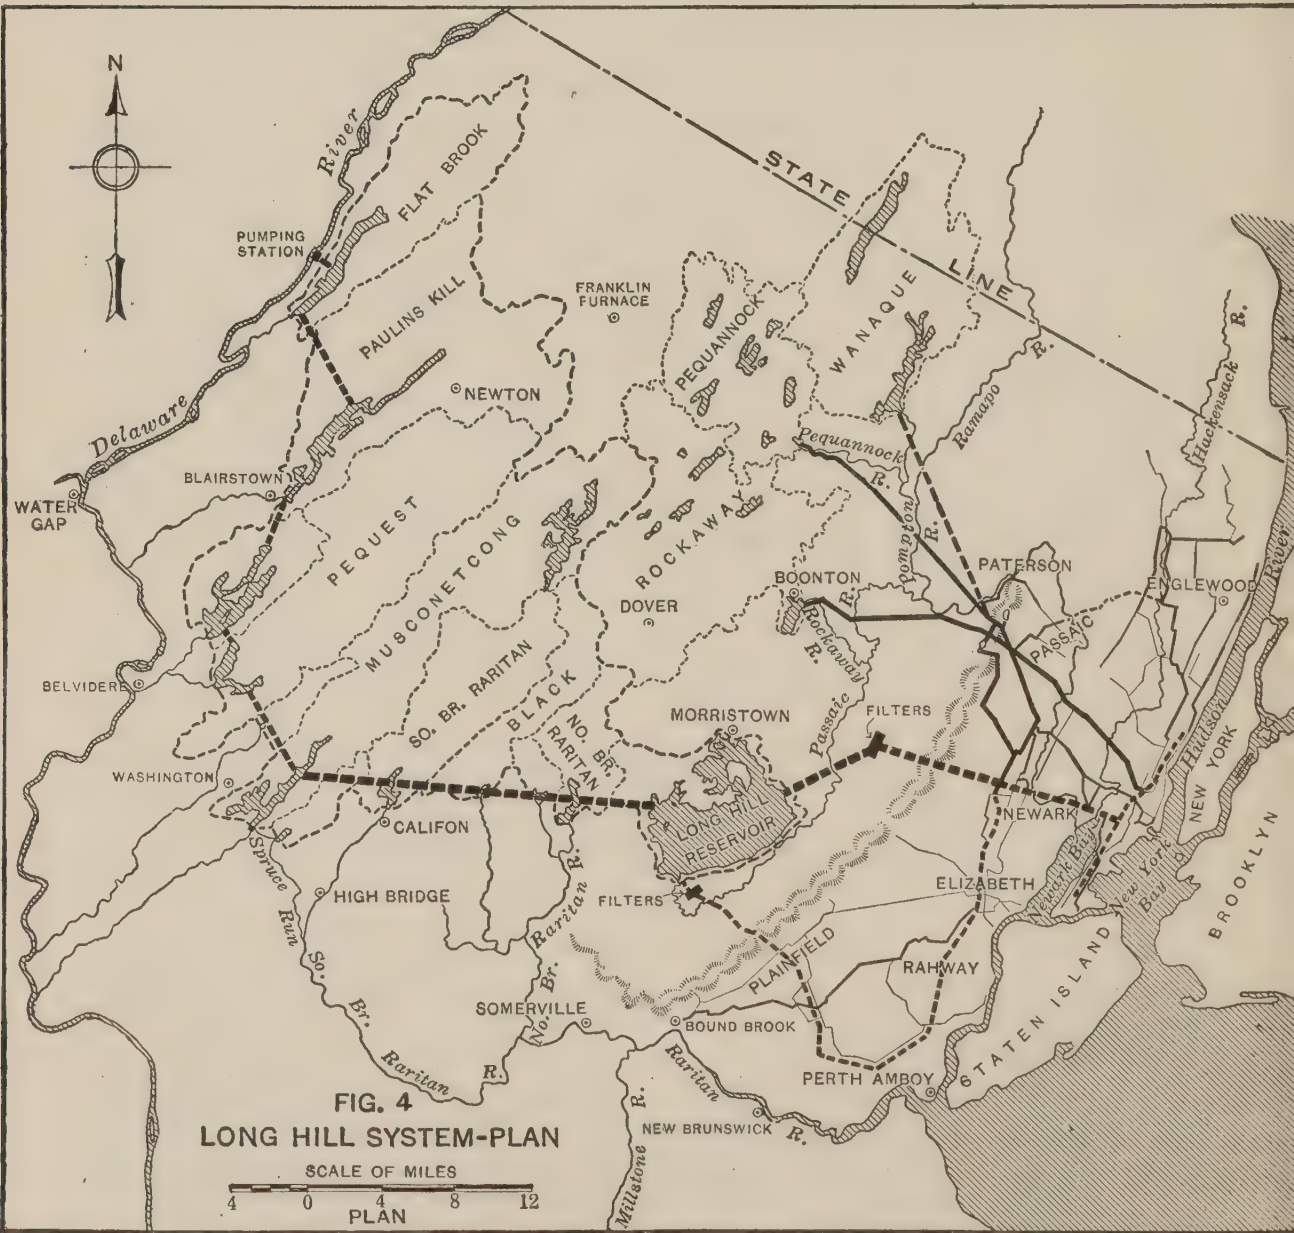 N
River
FLAT BROOK
PUMPING
STATION
PAULINS KILL
STATE
LINE
FRANKLIN
FURNACE
PEQUANNOCK
WANAQUE
R.
Ramapo
Hackensack
R.
NEWTON
Delaware
BLAIRSTOWN
WATER
GAP
Pequannock
R.
PEQUEST
MUSCONETCONG
ROCKAWAY
Pompton
R.
BOONTON
PATERSON
ENGLEWOOD
River
DOVER
Rockaway
R.
R.
PASSAIC
BELVIDERE
SO. BR. RARITAN
BLACK
NO. BR.
RARITAN
MORRISTOWN
FILTERS
Passaic
Hudson
NEW YORK
WASHINGTON
CALIFON
LONG HILL
RESERVOIR
NEWARK
Newark Bay
New York
Bay
BROOKLYN
Spruce
Run
HIGH BRIDGE
FILTERS
ELIZABETH
Raritan
R.
So.
Br.
Raritan
R.
No.
Br.
PLAINFIELD
RAHWAY
SOMERVILLE
BOUND BROOK
STATEN ISLAND
Raritan
R.
PERTH AMBOY
NEW BRUNSWICK
Millstone
R.
FIG. 4
LONG HILL SYSTEM-PLAN
SCALE OF MILES
4 0 4 8 12
PLAN